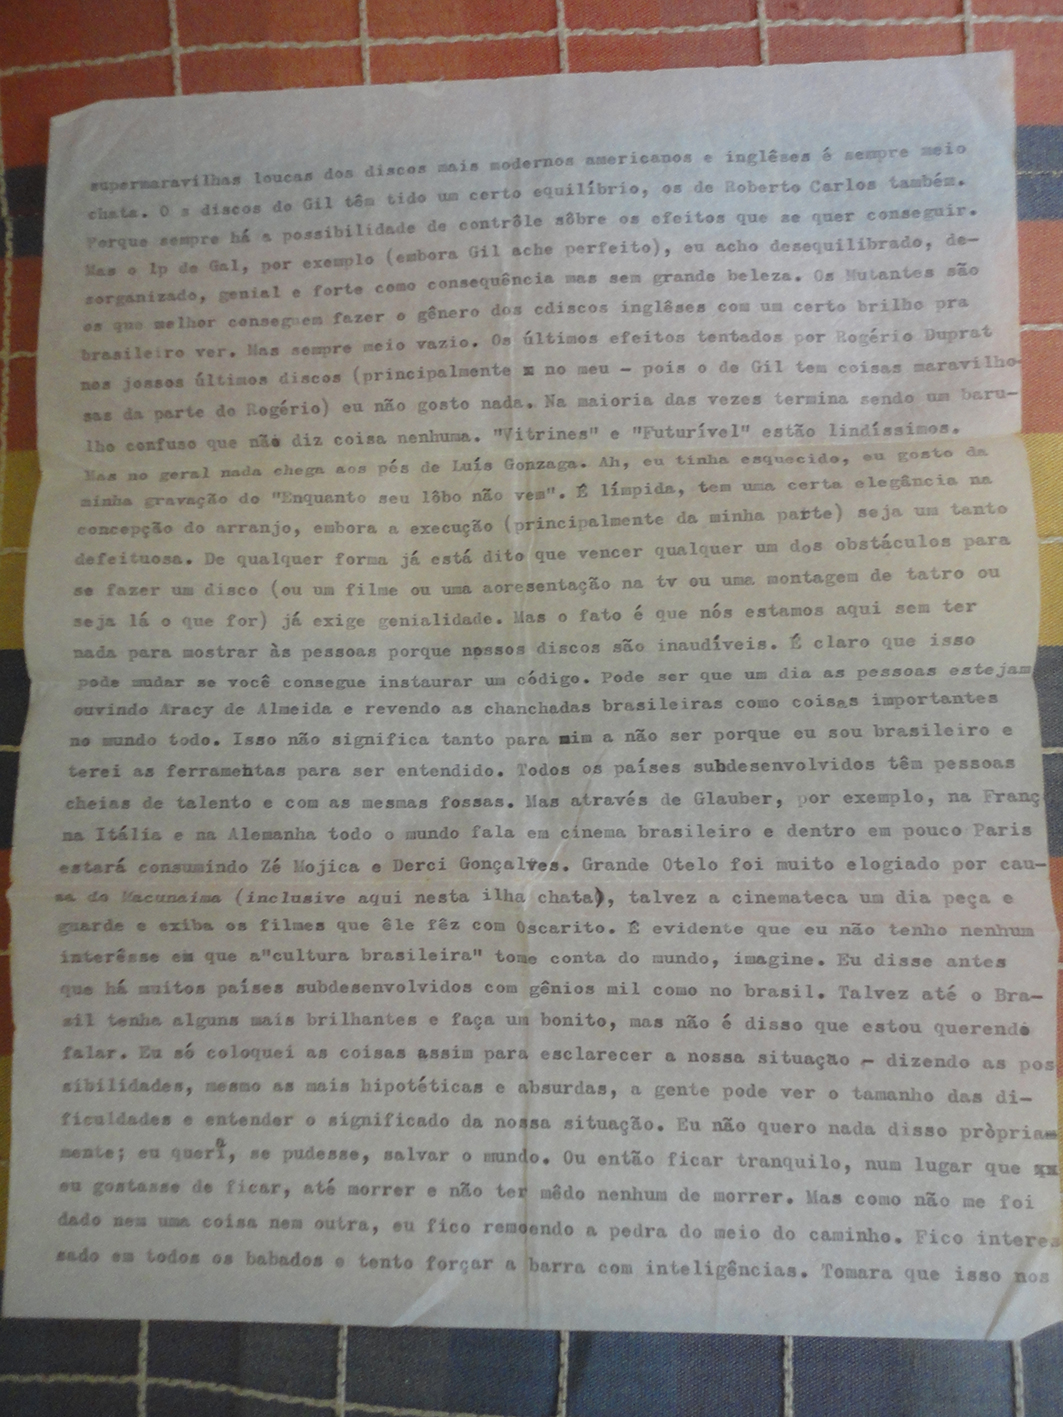 supermaravilhas loucas dos discos mais modernos americanos e inglêses é sempre meio
chata. O s discos de Gil têm tido um certo equilíbrio, os de Roberto Carlos também.
Porque sempre há a possibilidade de contrôle sôbre os efeitos que se quer conseguir.
Mas o lp de Gal, por exemplo (embora Gil ache perfeito), eu acho desequilibrado, de-
sorganizado, genial e forte como consequência mas sem grande beleza. Os Mutantes são
os que melhor conseguem fazer o gênero dos cdiscos inglêses com um certo brilho pra
brasileiro ver. Mas sempre meio vazio. Os últimos efeitos tentados por Rogério Duprat
nos jossos últimos discos (principalmente x no meu - pois o de Gil tem coisas maravilho-
sas da parte do Rogério) eu não gosto nada. Na maioria das vezes termina sendo um baru-
lho confuso que não diz coisa nenhuma. "Vitrines" e "Futurível" estão lindíssimos.
Mas no geral nada chega aos pés de Luís Gonzaga. Ah, eu tinha esquecido, eu gosto da
minha gravação do "Enquanto seu lôbo não vem". É límpida, tem uma certa elegância na
concepção do arranjo, embora a execução (principalmente da minha parte) seja um tanto
defeituosa. De qualquer forma já está dito que vencer qualquer um dos obstáculos para
se fazer um disco (ou um filme ou uma aoresentação na tv ou uma montagem de tatro ou
seja lá o que for) já exige genialidade. Mas o fato é que nós estamos aqui sem ter
nada para mostrar às pessoas porque nossos discos são inaudíveis. É claro que isso
pode mudar se você consegue instaurar um código. Pode ser que um dia as pessoas estejam
ouvindo Aracy de Almeida e revendo as chanchadas brasileiras como coisas importantes
no mundo todo. Isso não significa tanto para mim a não ser porque eu sou brasileiro e
terei as ferramentas para ser entendido. Todos os países subdesenvolvidos têm pessoas
cheias de talento e com as mesmas fossas. Mas através de Glauber, por exemplo, na Franç
na Itália e na Alemanha todo o mundo fala em cinema brasileiro e dentro em pouco Paris
estará consumindo Zé Mojica e Derci Gonçalves. Grande Otelo foi muito elogiado por cau-
sa do Macunaima (inclusive aqui nesta ilha chata), talvez a cinemateca um dia peça e
guarde e exiba os filmes que êle fêz com Oscarito. É evidente que eu não tenho nenhum
interêsse em que a"cultura brasileira" tome conta do mundo, imagine. Eu disse antes
que há muitos países subdesenvolvidos com gênios mil como no brasil. Talvez até o Bra-
sil tenha alguns mais brilhantes e faça um bonito, mas não é disso que estou querendo
falar. Eu só coloquei as coisas assim para esclarecer a nossa situação - dizendo as pos
sibilidades, mesmo as mais hipotéticas e absurdas, a gente pode ver o tamanho das di-
ficuldades e entender o significado da nossa situação. Eu não quero nada disso pròpriam
mente; eu queria, se pudesse, salvar o mundo. Ou então ficar tranquilo, num lugar que xx
eu gostasse de ficar, até morrer e não ter mêdo nenhum de morrer. Mas como não me foi
dado nem uma coisa nem outra, eu fico remoendo a pedra do meio do caminho. Fico interes
sado em todos os babados e tento forçar a barra com inteligências. Tomara que isso nos